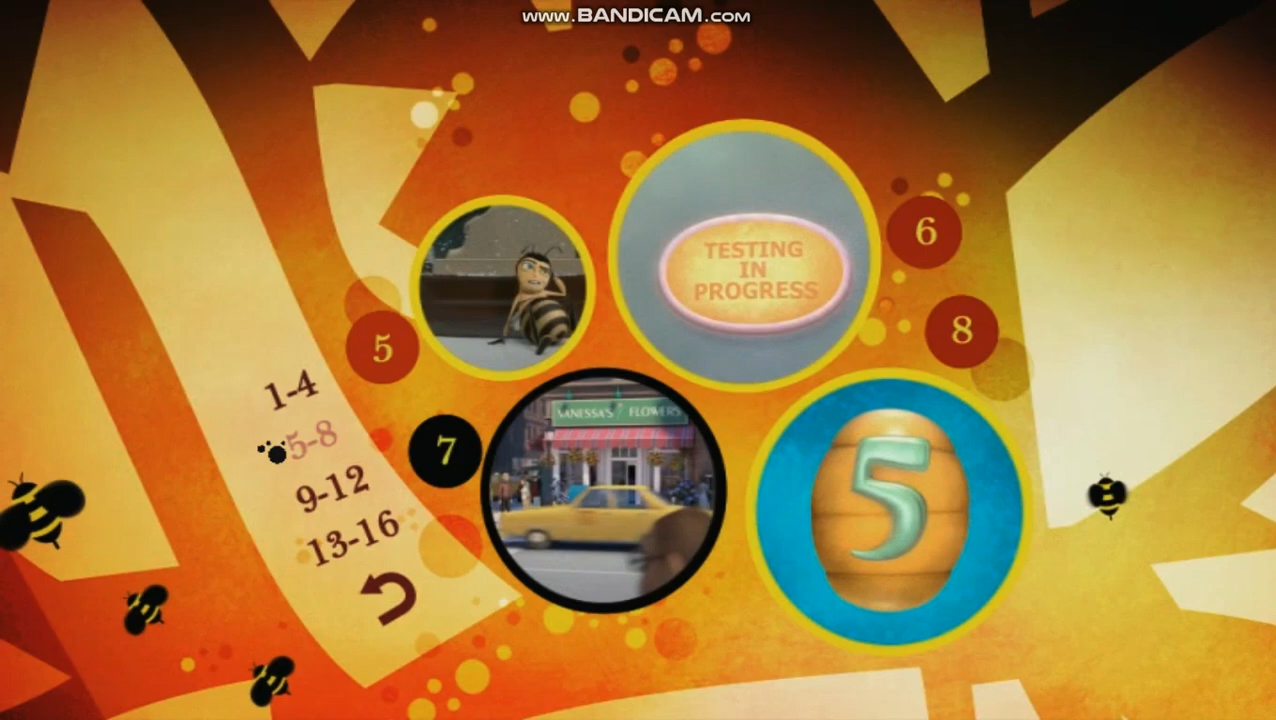 www.BANDICAM.com
TESTING
IN
PROGRESS
6
5
8
1-4
VANESSA'S FLOWERS
7
5-8
5
9-12
13-16